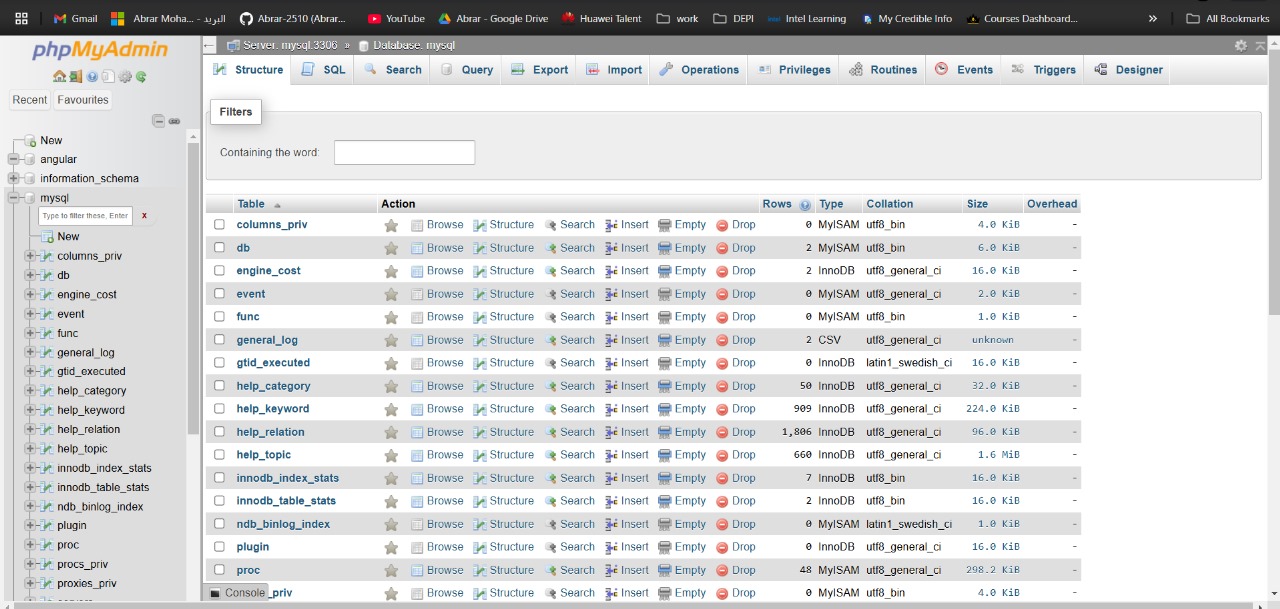 Gmail Abrar Moha... - البريد Abrar-2510 (Abrar... YouTube Abrar - Google Drive Huawei Talent work DEPI Intel Learning My Credible Info Courses Dashboard... » All Bookmarks
phpMyAdmin
Server: mysql:3306 » Database: mysql
Structure SQL Search Query Export Import Operations Privileges Routines Events Triggers Designer
Recent Favourites
New
angular
information_schema
mysql
Type to filter these, Enter X
New
columns_priv
db
engine_cost
event
func
general_log
gtid_executed
help_category
help_keyword
help_relation
help_topic
innodb_index_stats
innodb_table_stats
ndb_binlog_index
plugin
proc
procs_priv
proxies_priv
Filters
Containing the word:
Table Action Rows Type Collation Size Overhead
columns_priv Browse Structure Search Insert Empty Drop 0 MyISAM utf8_bin 4.0 KiB -
db Browse Structure Search Insert Empty Drop 2 MyISAM utf8_bin 6.0 KiB -
engine_cost Browse Structure Search Insert Empty Drop 2 InnoDB utf8_general_ci 16.0 KiB -
event Browse Structure Search Insert Empty Drop 0 MyISAM utf8_general_ci 2.0 KiB -
func Browse Structure Search Insert Empty Drop 0 MyISAM utf8_bin 1.0 KiB -
general_log Browse Structure Search Insert Empty Drop 2 CSV utf8_general_ci unknown -
gtid_executed Browse Structure Search Insert Empty Drop 0 InnoDB latin1_swedish_ci 16.0 KiB -
help_category Browse Structure Search Insert Empty Drop 50 InnoDB utf8_general_ci 32.0 KiB -
help_keyword Browse Structure Search Insert Empty Drop 909 InnoDB utf8_general_ci 224.0 KiB -
help_relation Browse Structure Search Insert Empty Drop 1,806 InnoDB utf8_general_ci 96.0 KiB -
help_topic Browse Structure Search Insert Empty Drop 660 InnoDB utf8_general_ci 1.6 MiB -
innodb_index_stats Browse Structure Search Insert Empty Drop 7 InnoDB utf8_bin 16.0 KiB -
innodb_table_stats Browse Structure Search Insert Empty Drop 2 InnoDB utf8_bin 16.0 KiB -
ndb_binlog_index Browse Structure Search Insert Empty Drop 0 MyISAM latin1_swedish_ci 1.0 KiB -
plugin Browse Structure Search Insert Empty Drop 0 InnoDB utf8_general_ci 16.0 KiB -
proc Browse Structure Search Insert Empty Drop 48 MyISAM utf8_general_ci 298.2 KiB -
_priv Browse Structure Search Insert Empty Drop 0 MyISAM utf8_bin 4.0 KiB -
Console